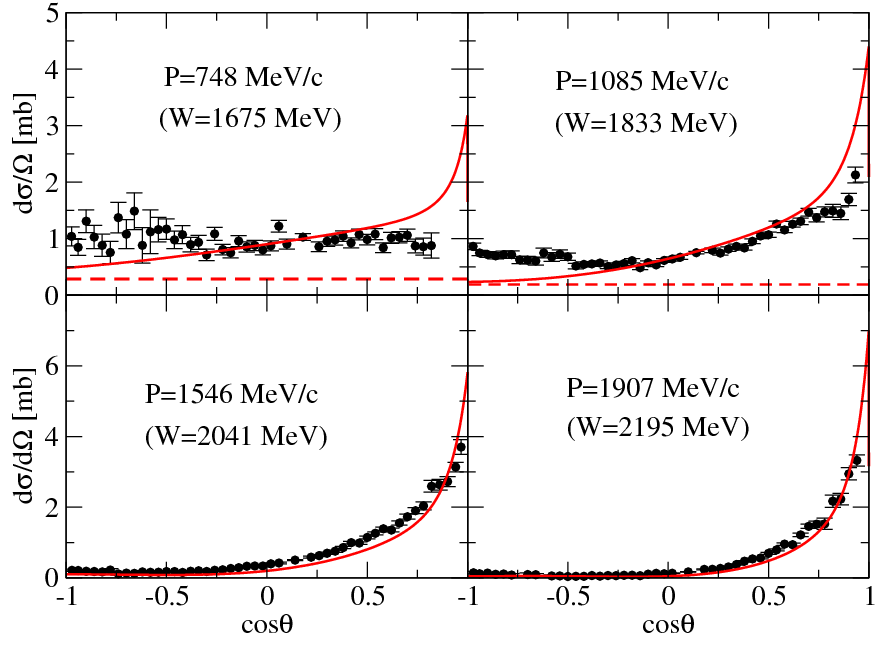 5
4
3
2
1
0
dσ/Ω [mb]
P=748 MeV/c
(W=1675 MeV)
P=1085 MeV/c
(W=1833 MeV)
6
4
2
0
dσ/dΩ [mb]
P=1546 MeV/c
(W=2041 MeV)
P=1907 MeV/c
(W=2195 MeV)
-1 -0.5 0 0.5 -1 -0.5 0 0.5 1
cosθ cosθ